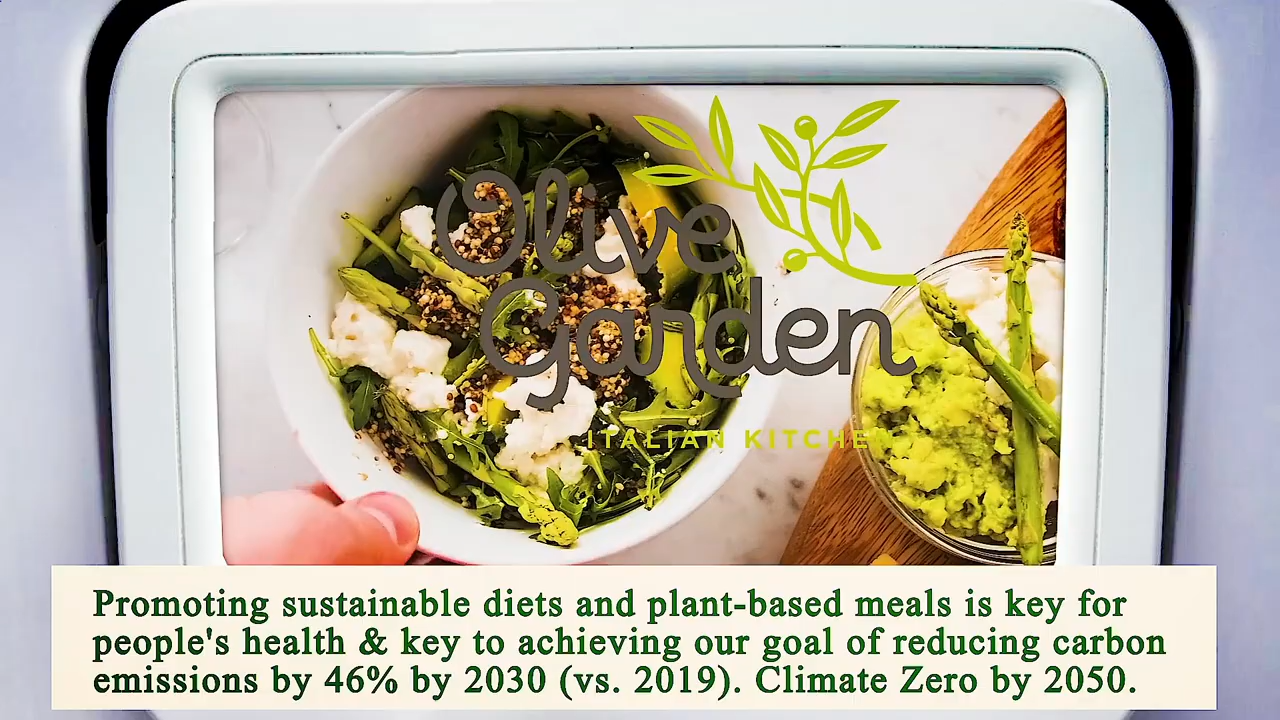 Olive
Garden
ITALIAN KITCHEN
Promoting sustainable diets and plant-based meals is key for
people's health & key to achieving our goal of reducing carbon
emissions by 46% by 2030 (vs. 2019). Climate Zero by 2050.